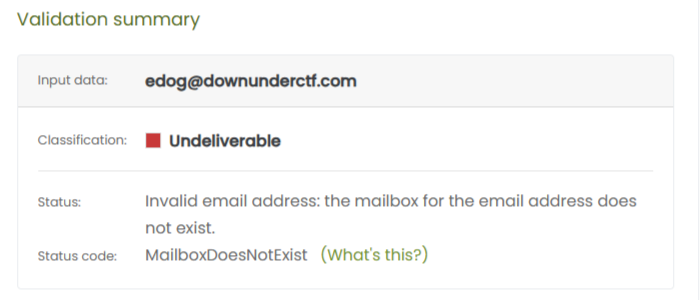 Validation summary
Input data: edog@downunderctf.com
Classification: Undeliverable
Status: Invalid email address: the mailbox for the email address does
not exist.
Status code: MailboxDoesNotExist (What's this?)